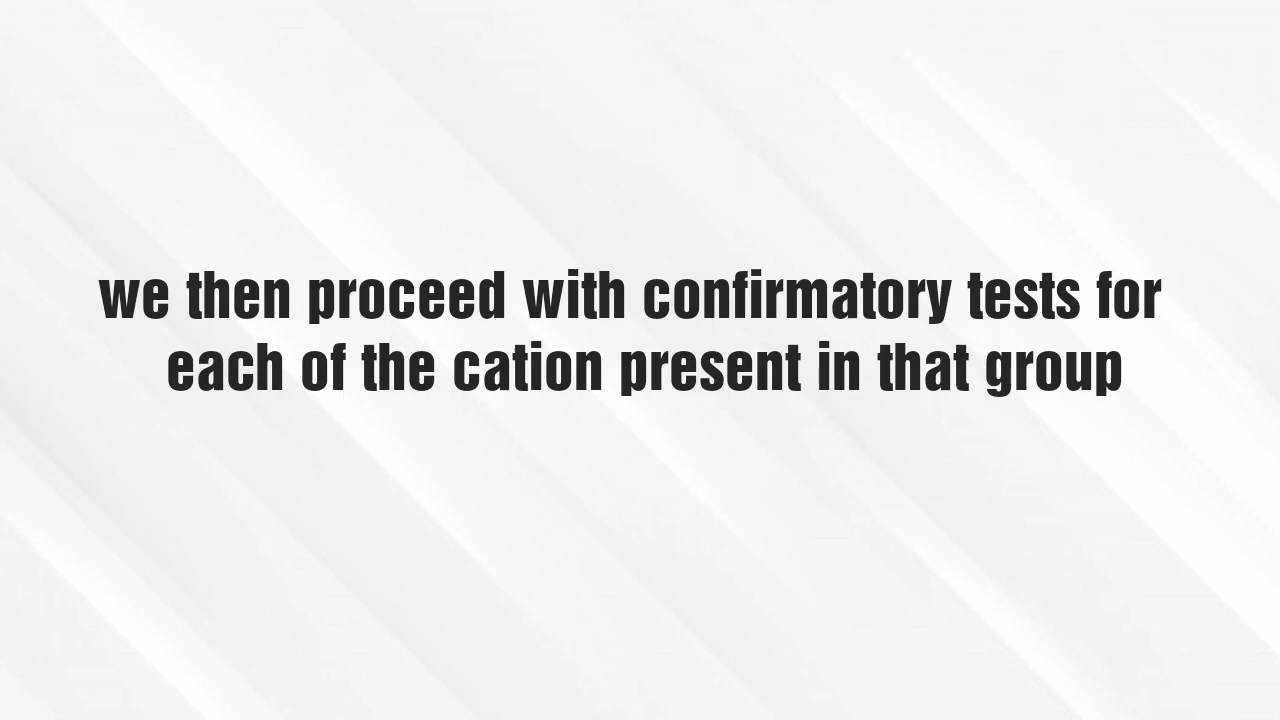 we then proceed with confirmatory tests for
each of the cation present in that group